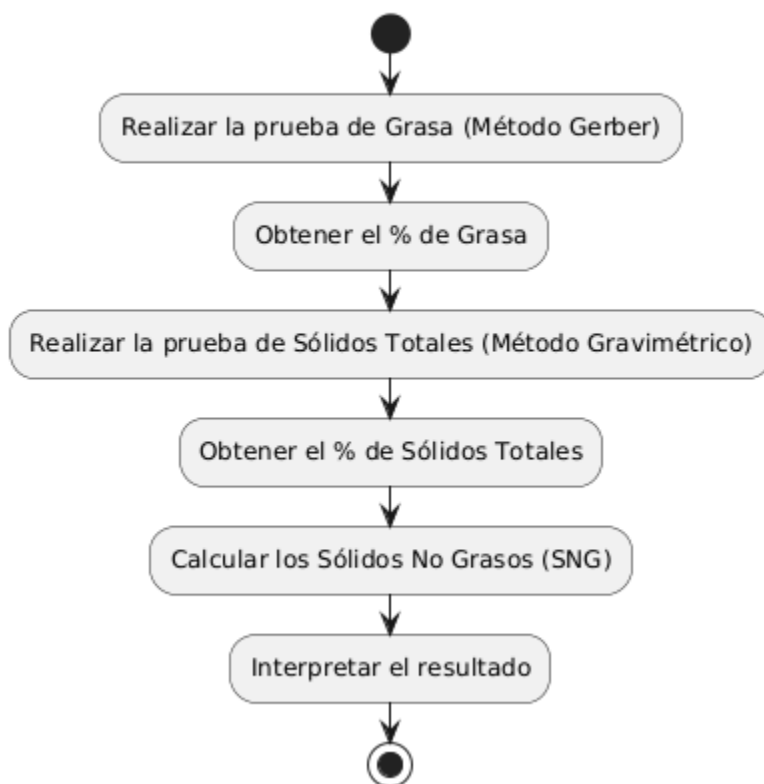 Realizar la prueba de Grasa (Método Gerber)
Obtener el % de Grasa
Realizar la prueba de Sólidos Totales (Método Gravimétrico)
Obtener el % de Sólidos Totales
Calcular los Sólidos No Grasos (SNG)
Interpretar el resultado